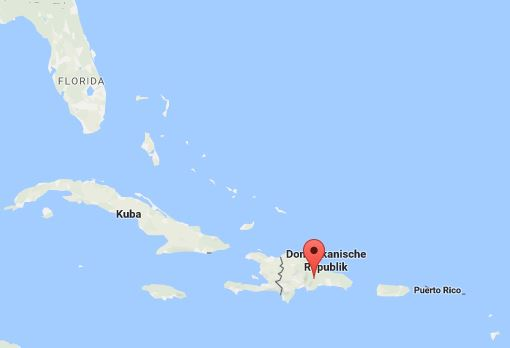 FLORIDA
Kuba
Dominikanische
Republik
Puerto Rico